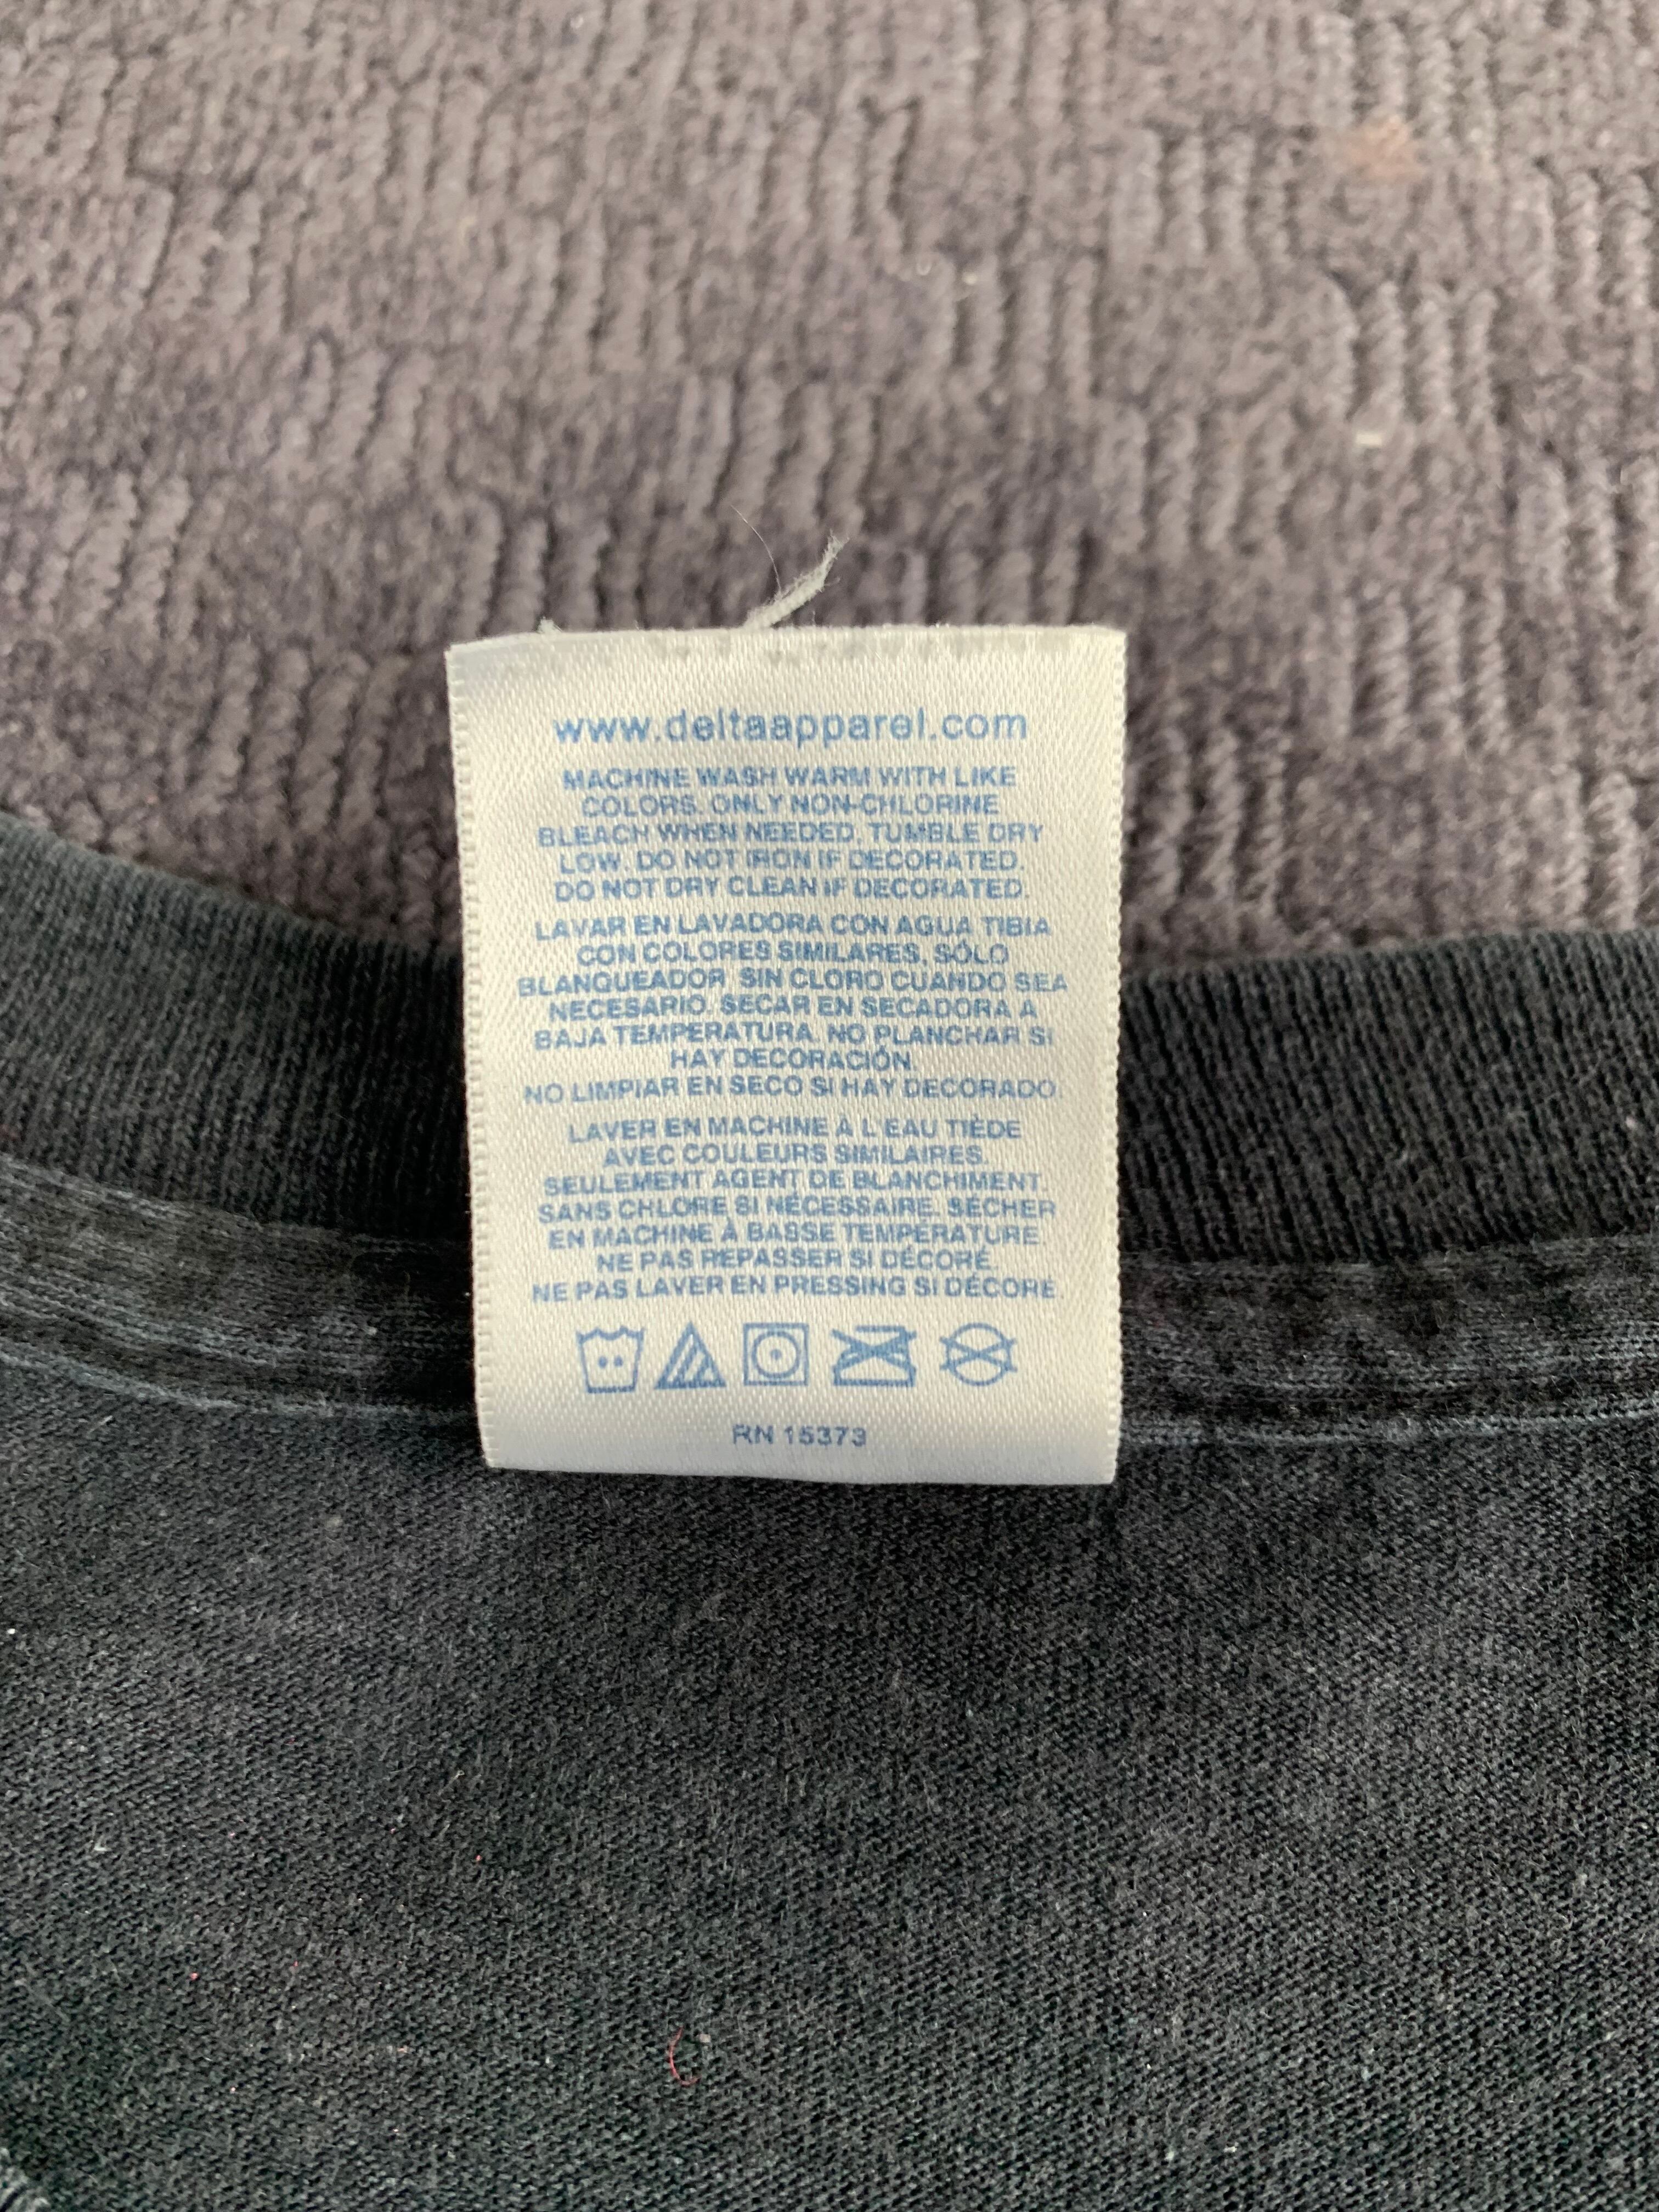 www.deltaapparel.com
MACHINE WASH WARM WITH LIKE
COLORS. ONLY NON-CHLORINE
BLEACH WHEN NEEDED. TUMBLE DRY
LOW. DO NOT IRON IF DECORATED.
DO NOT DRY CLEAN IF DECORATED.
LAVAR EN LAVADORA CON AGUA TIBIA
CON COLORES SIMILARES. SÓLO
BLANQUEADOR SIN CLORO CUANDO SEA
NECESARIO. SECAR EN SECADORA A
BAJA TEMPERATURA. NO PLANCHAR SI
HAY DECORACIÓN.
NO LIMPIAR EN SECO SI HAY DECORADO.
LAVER EN MACHINE À L'EAU TIÈDE
AVEC COULEURS SIMILAIRES.
SEULEMENT AGENT DE BLANCHIMENT
SANS CHLORE SI NÉCESSAIRE. SÉCHER
EN MACHINE À BASSE TEMPÉRATURE
NE PAS REPASSER SI DÉCORÉ
NE PAS LAVER EN PRESSING SI DÉCORÉ
RN 15373